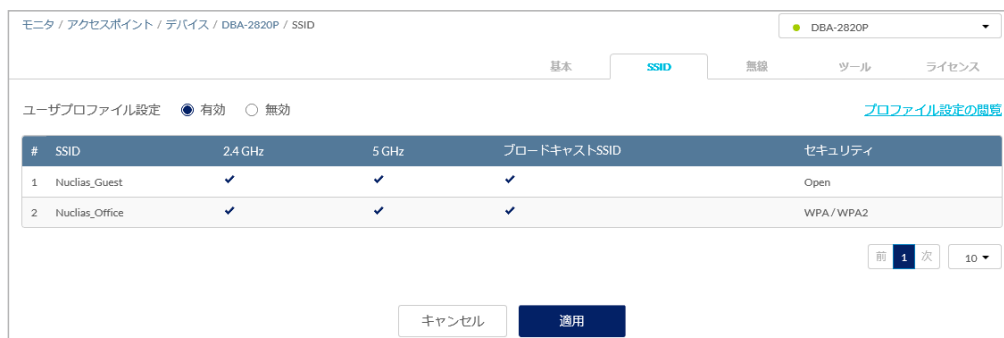 モニタ / アクセスポイント / デバイス / DBA-2820P / SSID
DBA-2820P
基本 SSID 無線 ツール ライセンス
ユーザプロファイル設定 有効 無効 プロファイル設定の閲覧
# SSID 2.4 GHz 5 GHz ブロードキャストSSID セキュリティ
1 Nuclias_Guest ✔ ✔ ✔ Open
2 Nuclias_Office ✔ ✔ ✔ WPA / WPA2
前 1 次 10
キャンセル 適用